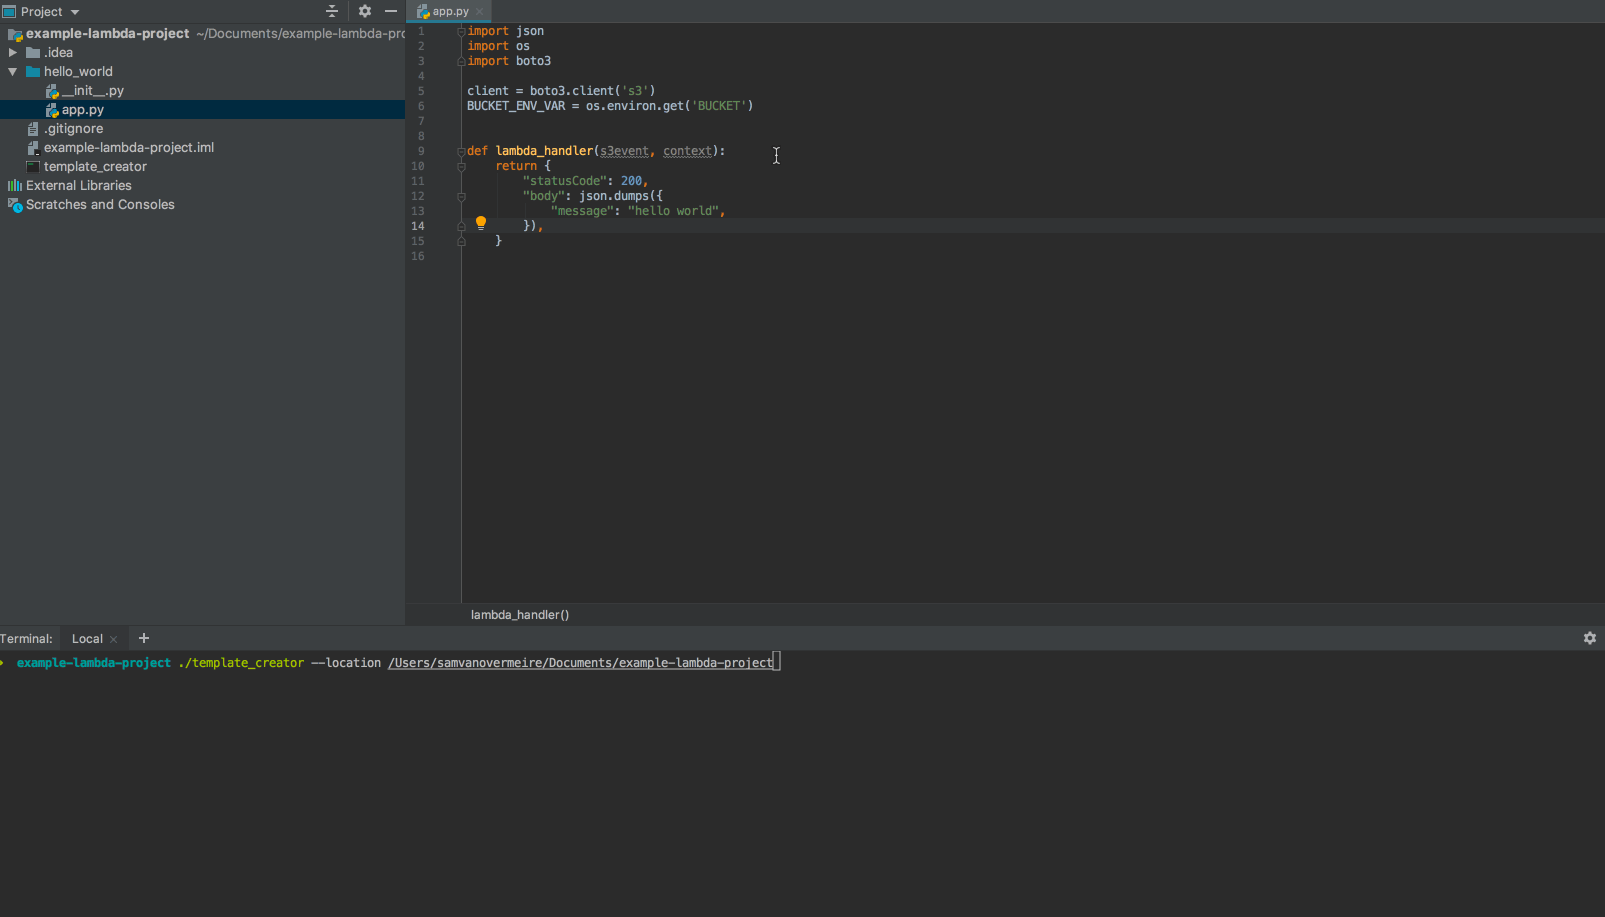 Project
example-lambda-project ~/Documents/example-lambda-pro
.idea
hello_world
__init__.py
app.py
.gitignore
example-lambda-project.iml
template_creator
External Libraries
Scratches and Consoles
app.py
1 import json
2 import os
3 import boto3
4
5 client = boto3.client('s3')
6 BUCKET_ENV_VAR = os.environ.get('BUCKET')
7
8
9 def lambda_handler(s3event, context):
10 return {
11 "statusCode": 200,
12 "body": json.dumps({
13 "message": "hello world",
14 }),
15 }
16
lambda_handler()
Terminal: Local +
example-lambda-project ./template_creator --location /Users/samvanovermeire/Documents/example-lambda-project